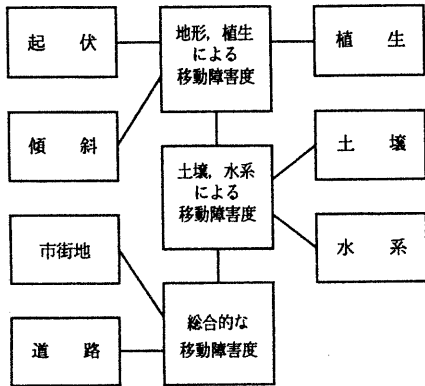 起伏
地形，植生
による
移動障害度
植生
傾斜
土壌，水系
による
移動障害度
土壌
水系
市街地
総合的な
移動障害度
道路